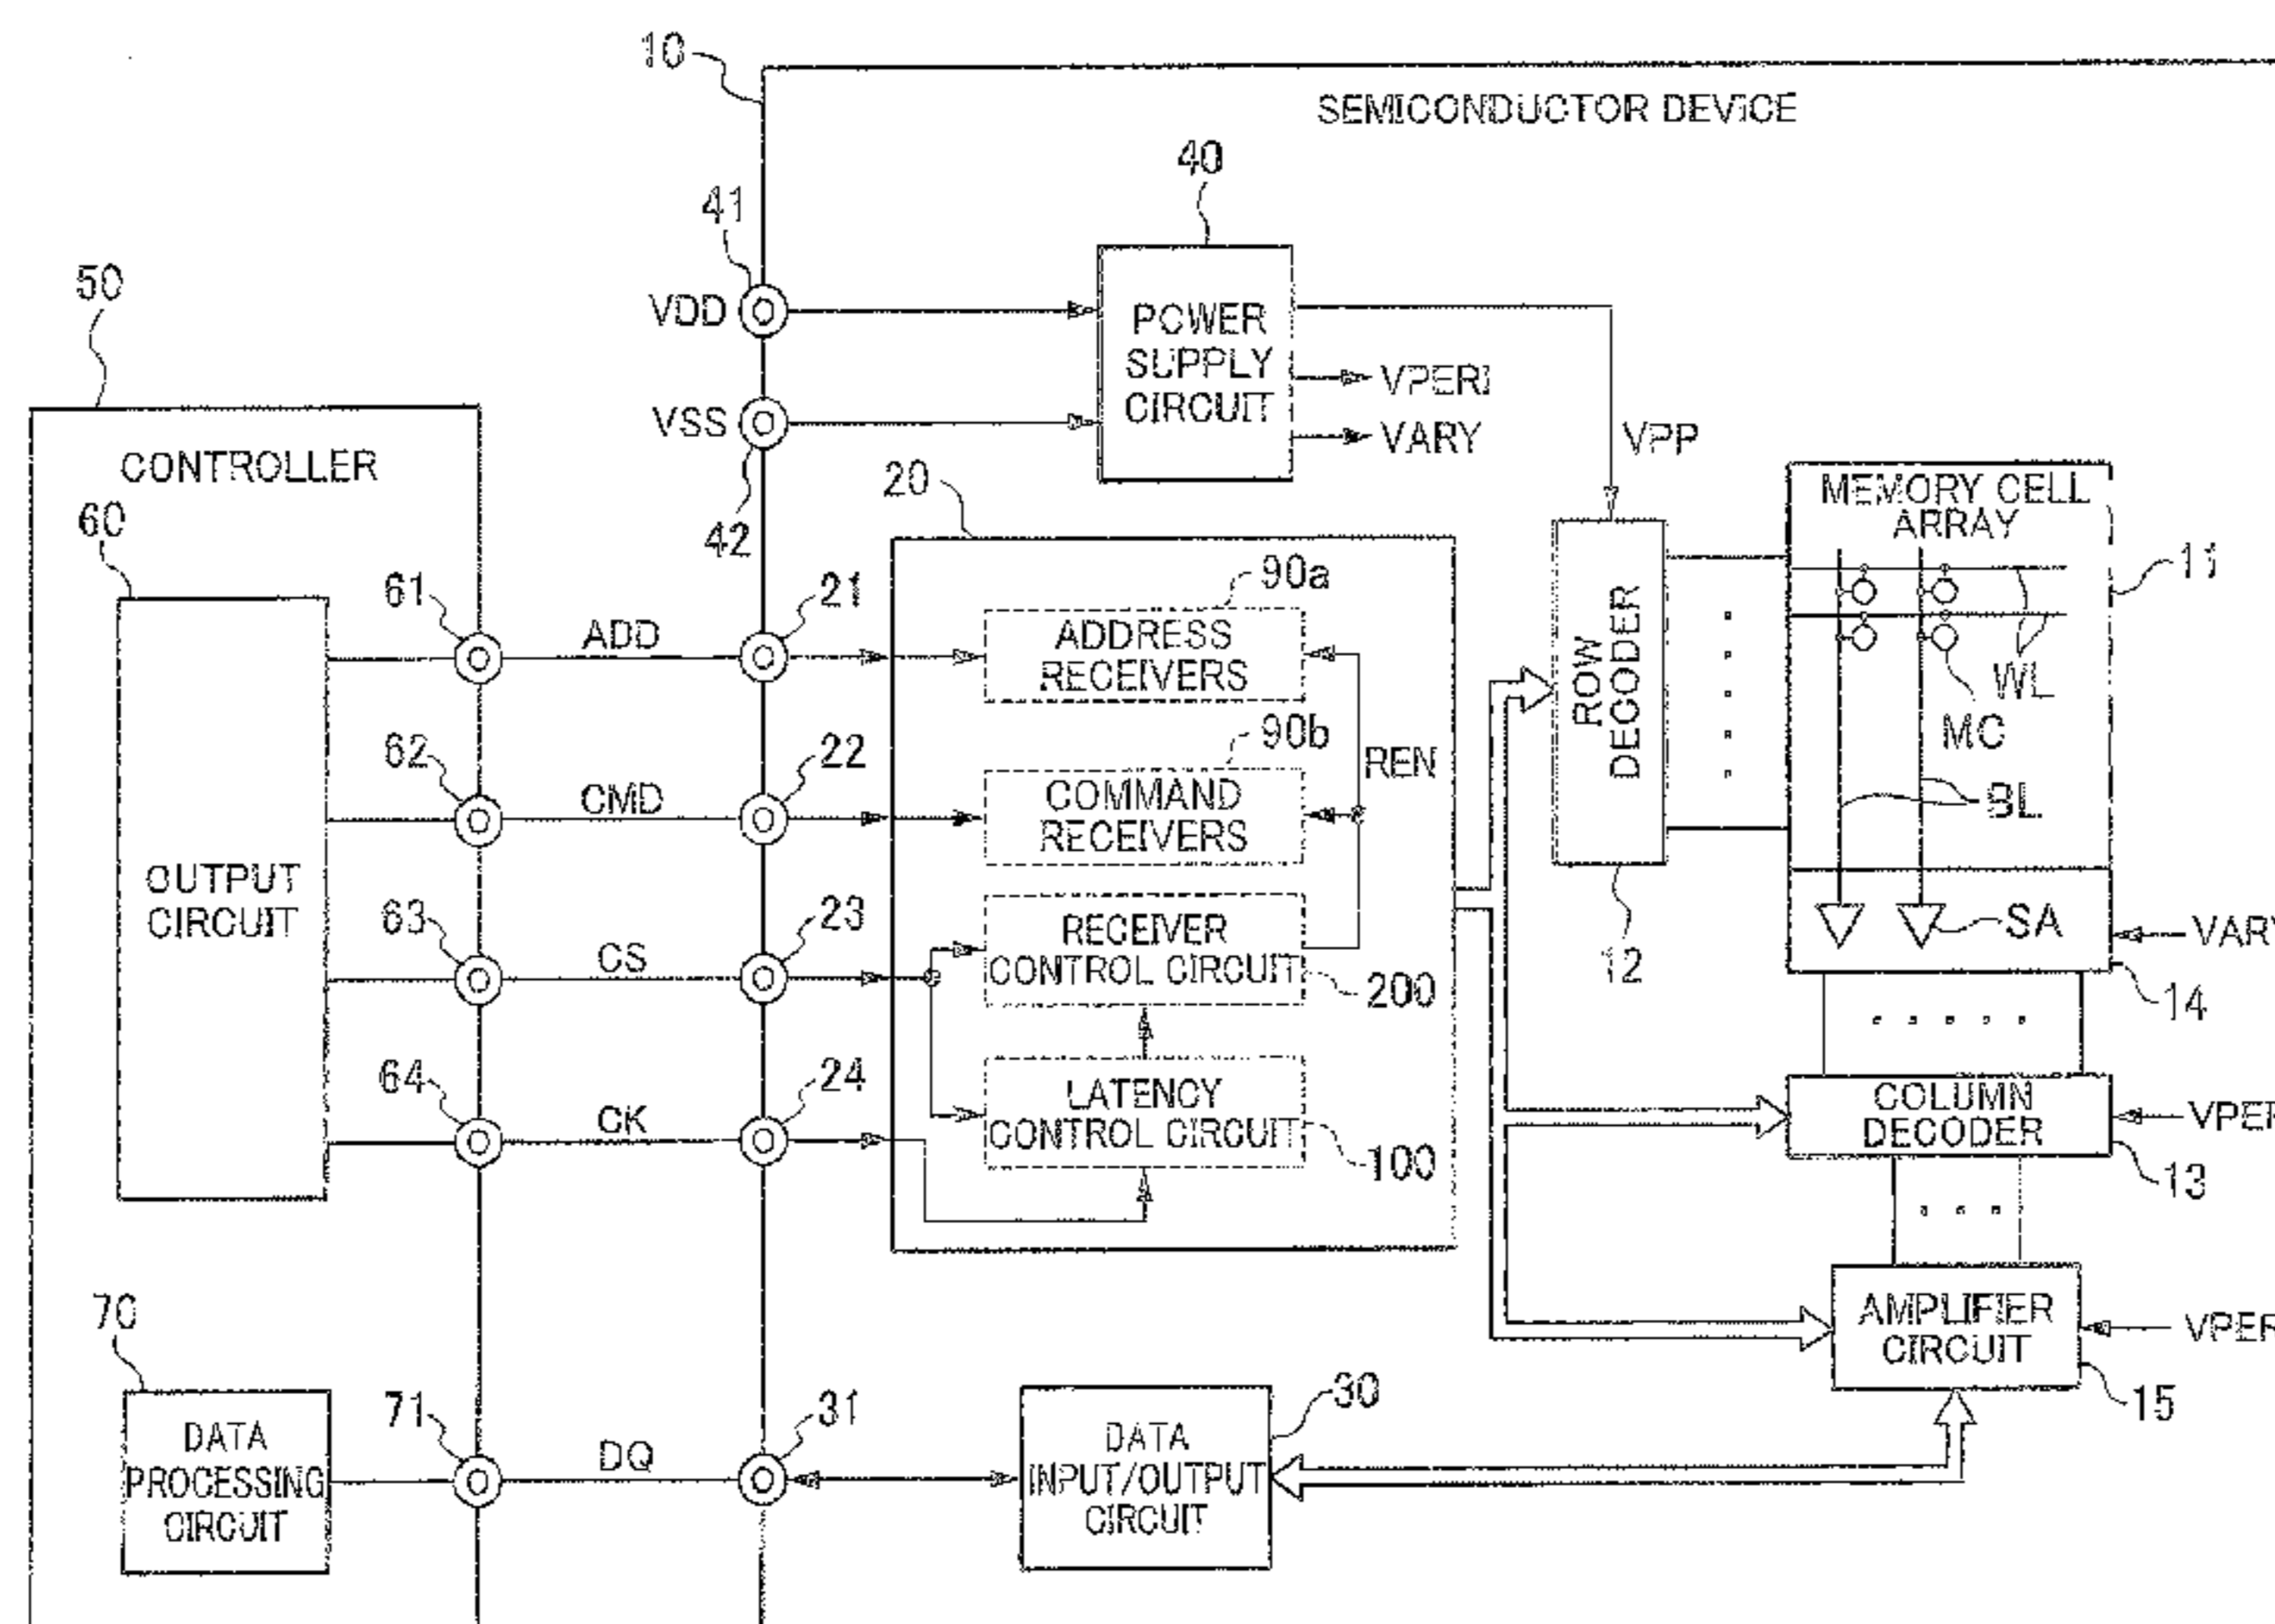 10
SEMICONDUCTOR DEVICE
40
41
50
VDD
POWER
SUPPLY
CIRCUIT
VPERI
VSS
VARY
VPP
CONTROLLER
20
MEMORY CELL
ARRAY
60
42
90a
11
61
ADD
21
ADDRESS
RECEIVERS
ROW
DECODER
WL
MC
90b
62
CMD
22
REN
COMMAND
RECEIVERS
BL
OUTPUT
CIRCUIT
63
CS
23
RECEIVER
CONTROL CIRCUIT
12
SA
VARY
200
14
64
CK
24
LATENCY
CONTROL CIRCUIT
COLUMN
DECODER
VPER
100
13
70
AMPLIFIER
CIRCUIT
VPER
71
31
30
15
DATA
PROCESSING
CIRCUIT
DQ
DATA
INPUT/OUTPUT
CIRCUIT